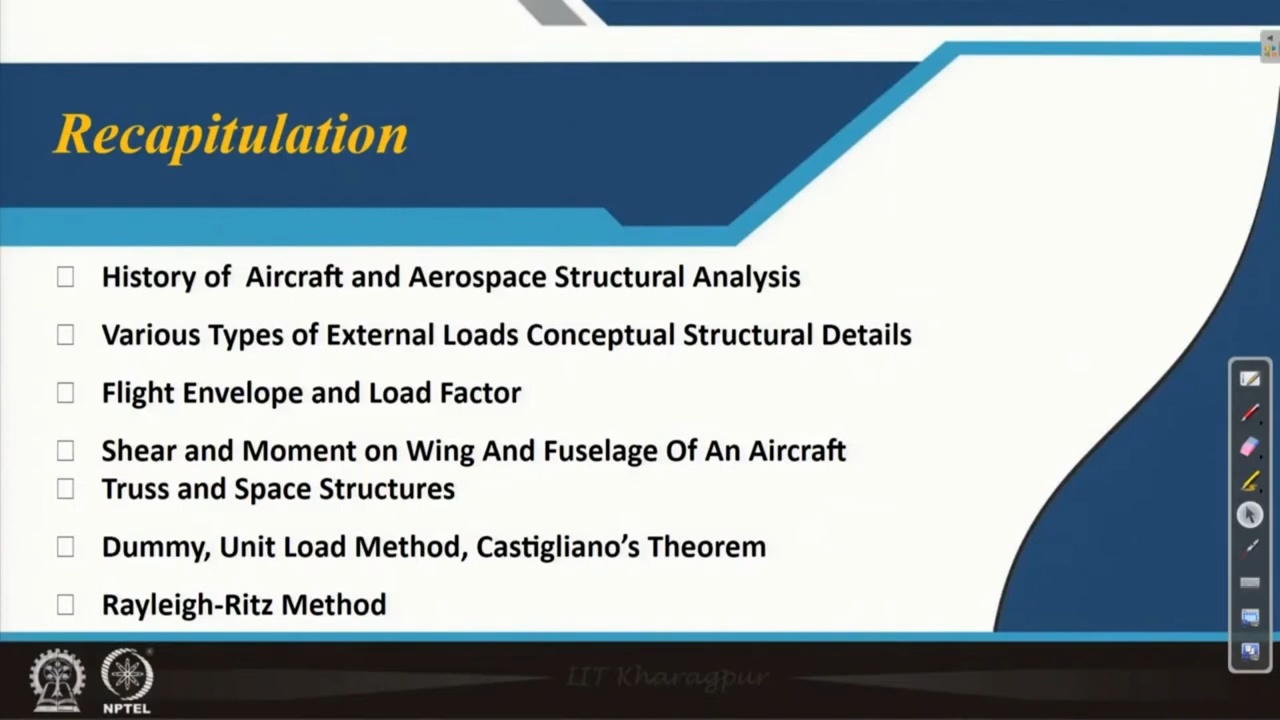 Recapitulation
History of Aircraft and Aerospace Structural Analysis
Various Types of External Loads Conceptual Structural Details
Flight Envelope and Load Factor
Shear and Moment on Wing And Fuselage Of An Aircraft
Truss and Space Structures
Dummy, Unit Load Method, Castigliano’s Theorem
Rayleigh-Ritz Method
IIT Kharagpur
NPTEL